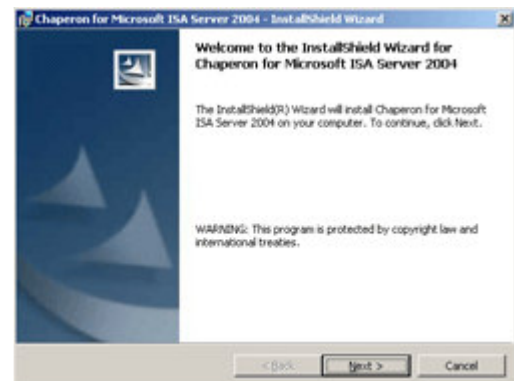 Chaperon for Microsoft ISA Server 2004 - InstallShield Wizard
Welcome to the InstallShield Wizard for
Chaperon for Microsoft ISA Server 2004
The InstallShield(R) Wizard will install Chaperon for Microsoft
ISA Server 2004 on your computer. To continue, click Next.
WARNING: This program is protected by copyright law and
international treaties.
< Back
Next >
Cancel